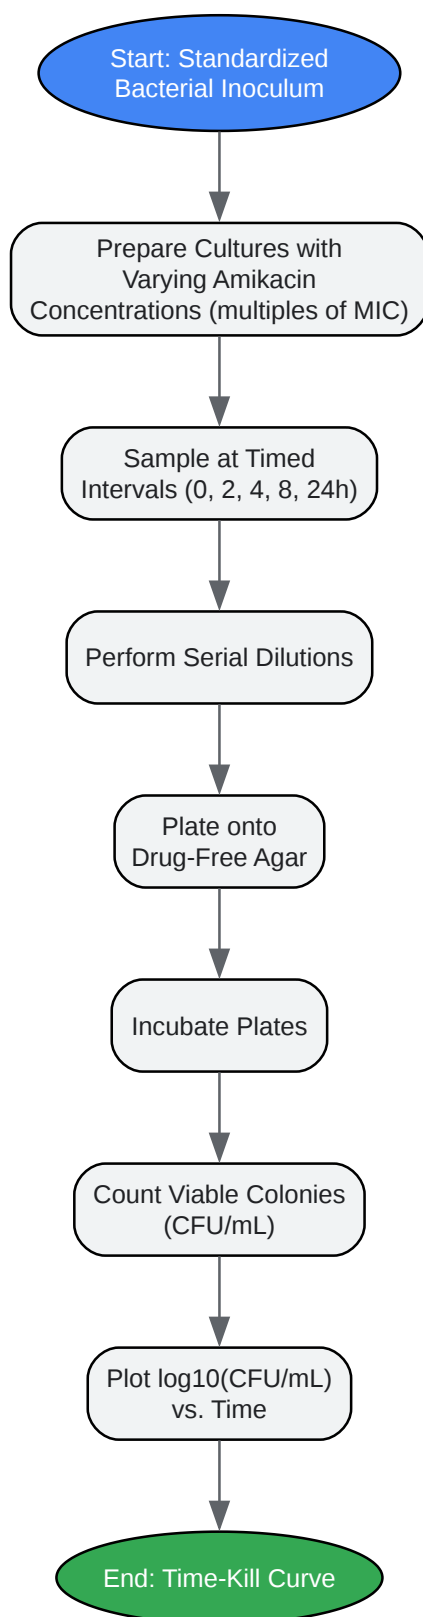 Start: Standardized
Bacterial Inoculum
Prepare Cultures with
Varying Amikacin
Concentrations (multiples of MIC)
Sample at Timed
Intervals (0, 2, 4, 8, 24h)
Perform Serial Dilutions
Plate onto
Drug-Free Agar
Incubate Plates
Count Viable Colonies
(CFU/mL)
Plot log10(CFU/mL)
vs. Time
End: Time-Kill Curve